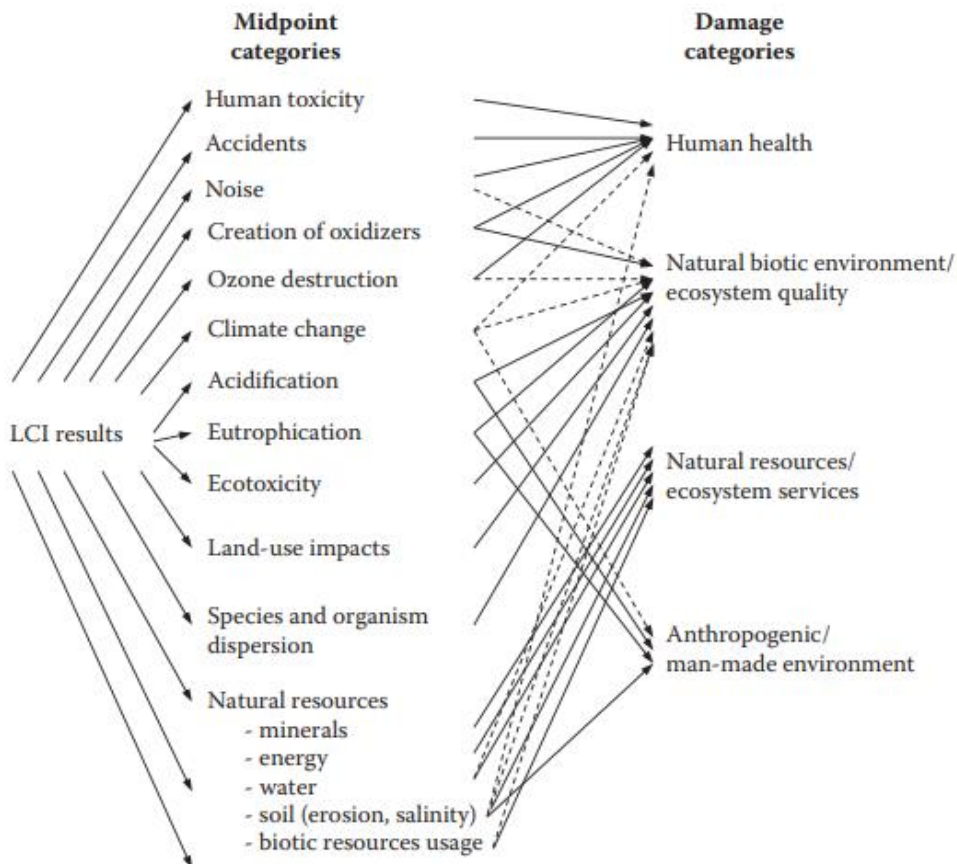 Midpoint
categories
Damage
categories
Human toxicity
Accidents
Noise
Creation of oxidizers
Ozone destruction
Climate change
Acidification
LCI results
Eutrophication
Ecotoxicity
Land-use impacts
Species and organism
dispersion
Natural resources
- minerals
- energy
- water
- soil (erosion, salinity)
- biotic resources usage
Human health
Natural biotic environment/
ecosystem quality
Natural resources/
ecosystem services
Anthropogenic/
man-made environment